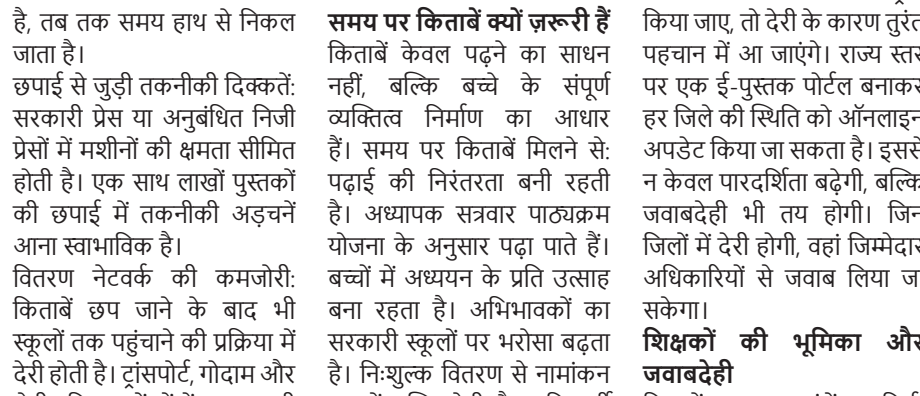 है, तब तक समय हाथ से निकल
जाता है।
छपाई से जुड़ी तकनीकी दिक्कतें:
सरकारी प्रेस या अनुबंधित निजी
प्रेसों में मशीनों की क्षमता सीमित
होती है। एक साथ लाखों पुस्तकों
की छपाई में तकनीकी अड़चनें
आना स्वाभाविक है।
वितरण नेटवर्क की कमजोरी:
किताबें छप जाने के बाद भी
स्कूलों तक पहुंचाने की प्रक्रिया में
देरी होती है। ट्रांसपोर्ट, गोदाम और
समय पर किताबें क्यों ज़रूरी हैं
किताबें केवल पढ़ने का साधन
नहीं, बल्कि बच्चे के संपूर्ण
व्यक्तित्व निर्माण का आधार
हैं। समय पर किताबें मिलने से:
पढ़ाई की निरंतरता बनी रहती
है। अध्यापक सत्रवार पाठ्यक्रम
योजना के अनुसार पढ़ा पाते हैं।
बच्चों में अध्ययन के प्रति उत्साह
बना रहता है। अभिभावकों का
सरकारी स्कूलों पर भरोसा बढ़ता
है। निःशुल्क वितरण से नामांकन
किया जाए, तो देरी के कारण तुरंत
पहचान में आ जाएंगे। राज्य स्तर
पर एक ई-पुस्तक पोर्टल बनाकर
हर जिले की स्थिति को ऑनलाइन
अपडेट किया जा सकता है। इससे
न केवल पारदर्शिता बढ़ेगी, बल्कि
जवाबदेही भी तय होगी। जिन
जिलों में देरी होगी, वहां जिम्मेदार
अधिकारियों से जवाब लिया जा
सकेगा।
शिक्षकों की भूमिका और
जवाबदेही